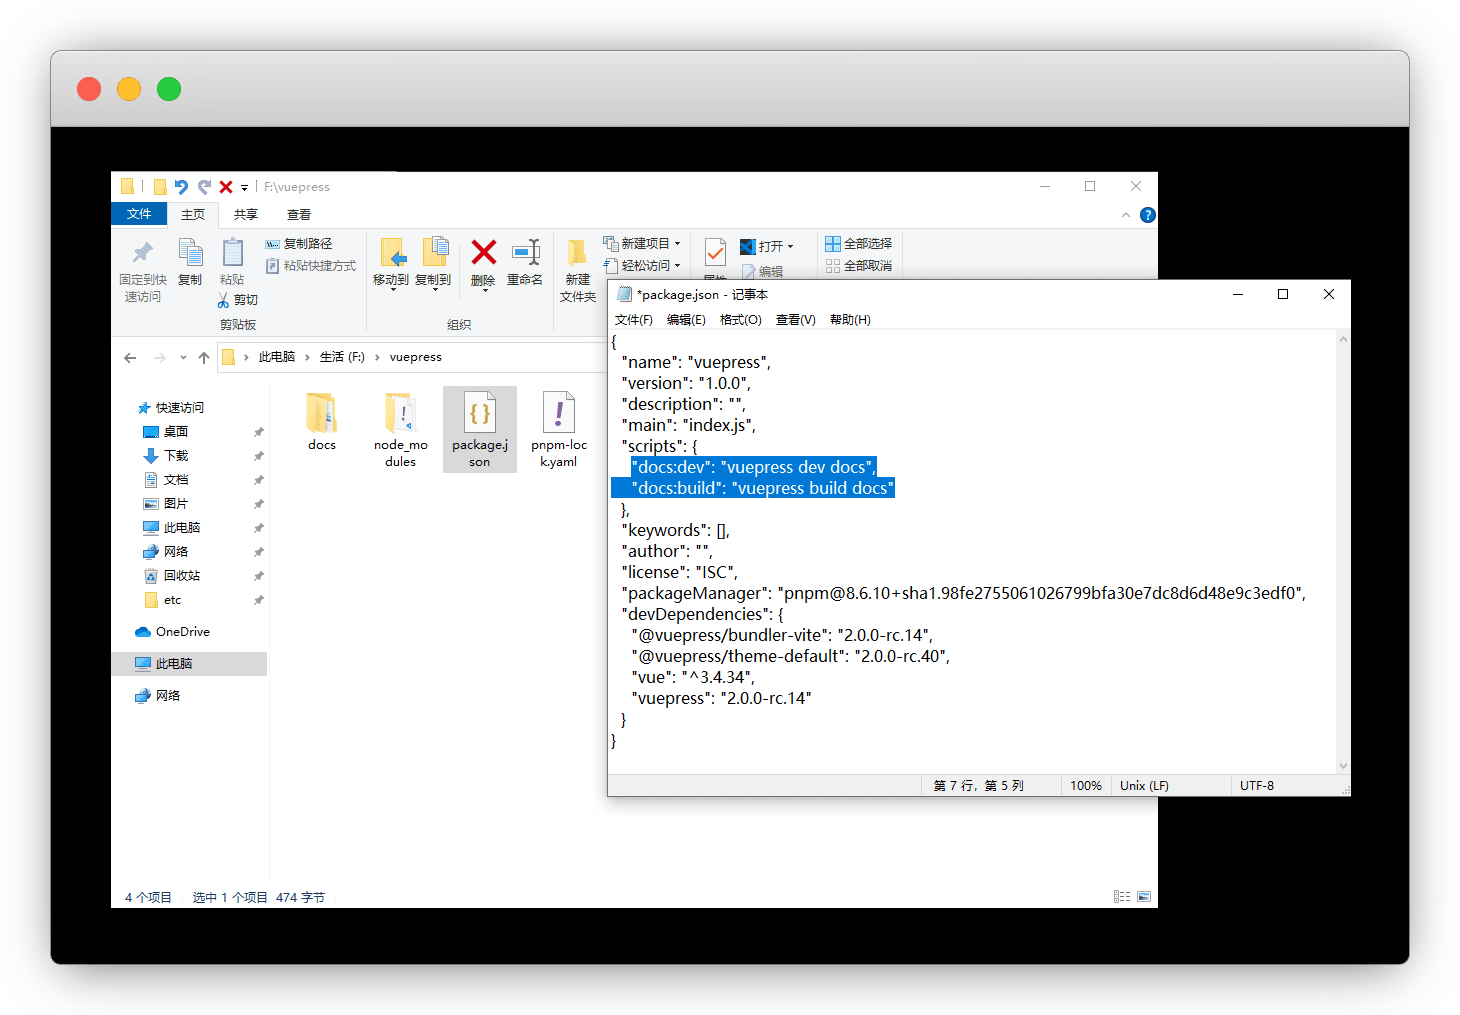 F:\vuepress
文件 主页 共享 查看
固定到快速访问
复制
粘贴
复制路径
粘贴快捷方式
剪切
剪贴板
移动到
复制到
删除
重命名
组织
新建文件夹
新建项目
轻松访问
打开
编辑
全部选择
全部取消
此电脑 › 生活 (F:) › vuepress
快速访问
桌面
下载
文档
图片
此电脑
网络
回收站
etc
OneDrive
此电脑
网络
docs
node_modules
package.json
pnpm-lock.yaml
4 个项目 选中 1 个项目 474 字节
*package.json - 记事本
文件(F) 编辑(E) 格式(O) 查看(V) 帮助(H)
{
"name": "vuepress",
"version": "1.0.0",
"description": "",
"main": "index.js",
"scripts": {
"docs:dev": "vuepress dev docs",
"docs:build": "vuepress build docs"
},
"keywords": [],
"author": "",
"license": "ISC",
"packageManager": "pnpm@8.6.10+sha1.98fe2755061026799bfa30e7dc8d6d48e9c3edf0",
"devDependencies": {
"@vuepress/bundler-vite": "2.0.0-rc.14",
"@vuepress/theme-default": "2.0.0-rc.40",
"vue": "^3.4.34",
"vuepress": "2.0.0-rc.14"
}
}
第 7 行，第 5 列 100% Unix (LF) UTF-8